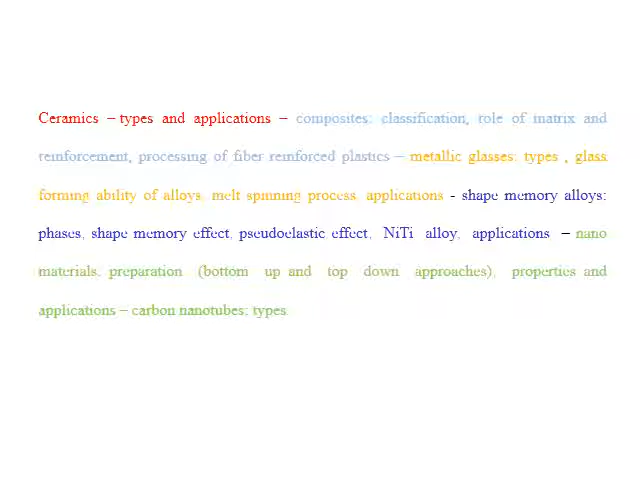 Ceramics – types and applications – composites: classification, role of matrix and
reinforcement, processing of fiber reinforced plastics – metallic glasses: types , glass
forming ability of alloys, melt spinning process, applications - shape memory alloys:
phases, shape memory effect, pseudoelastic effect, NiTi alloy, applications – nano
materials, preparation (bottom up and top down approaches), properties and
applications – carbon nanotubes: types.